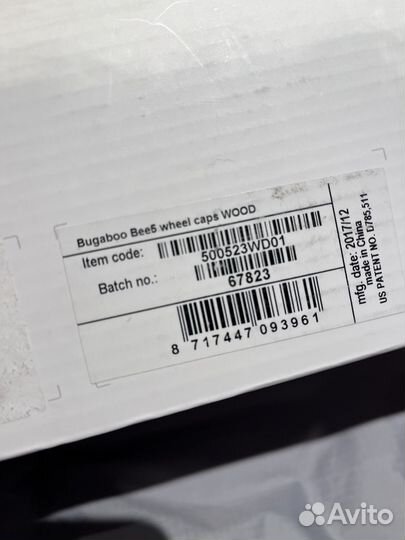 Bugaboo Bee5 wheel caps WOOD
Item code:
500523WD01
Batch no.:
67823
8 717447 093961
mfg. date: 2017/12
made in China
US PATENT NO. D785,511
Avito